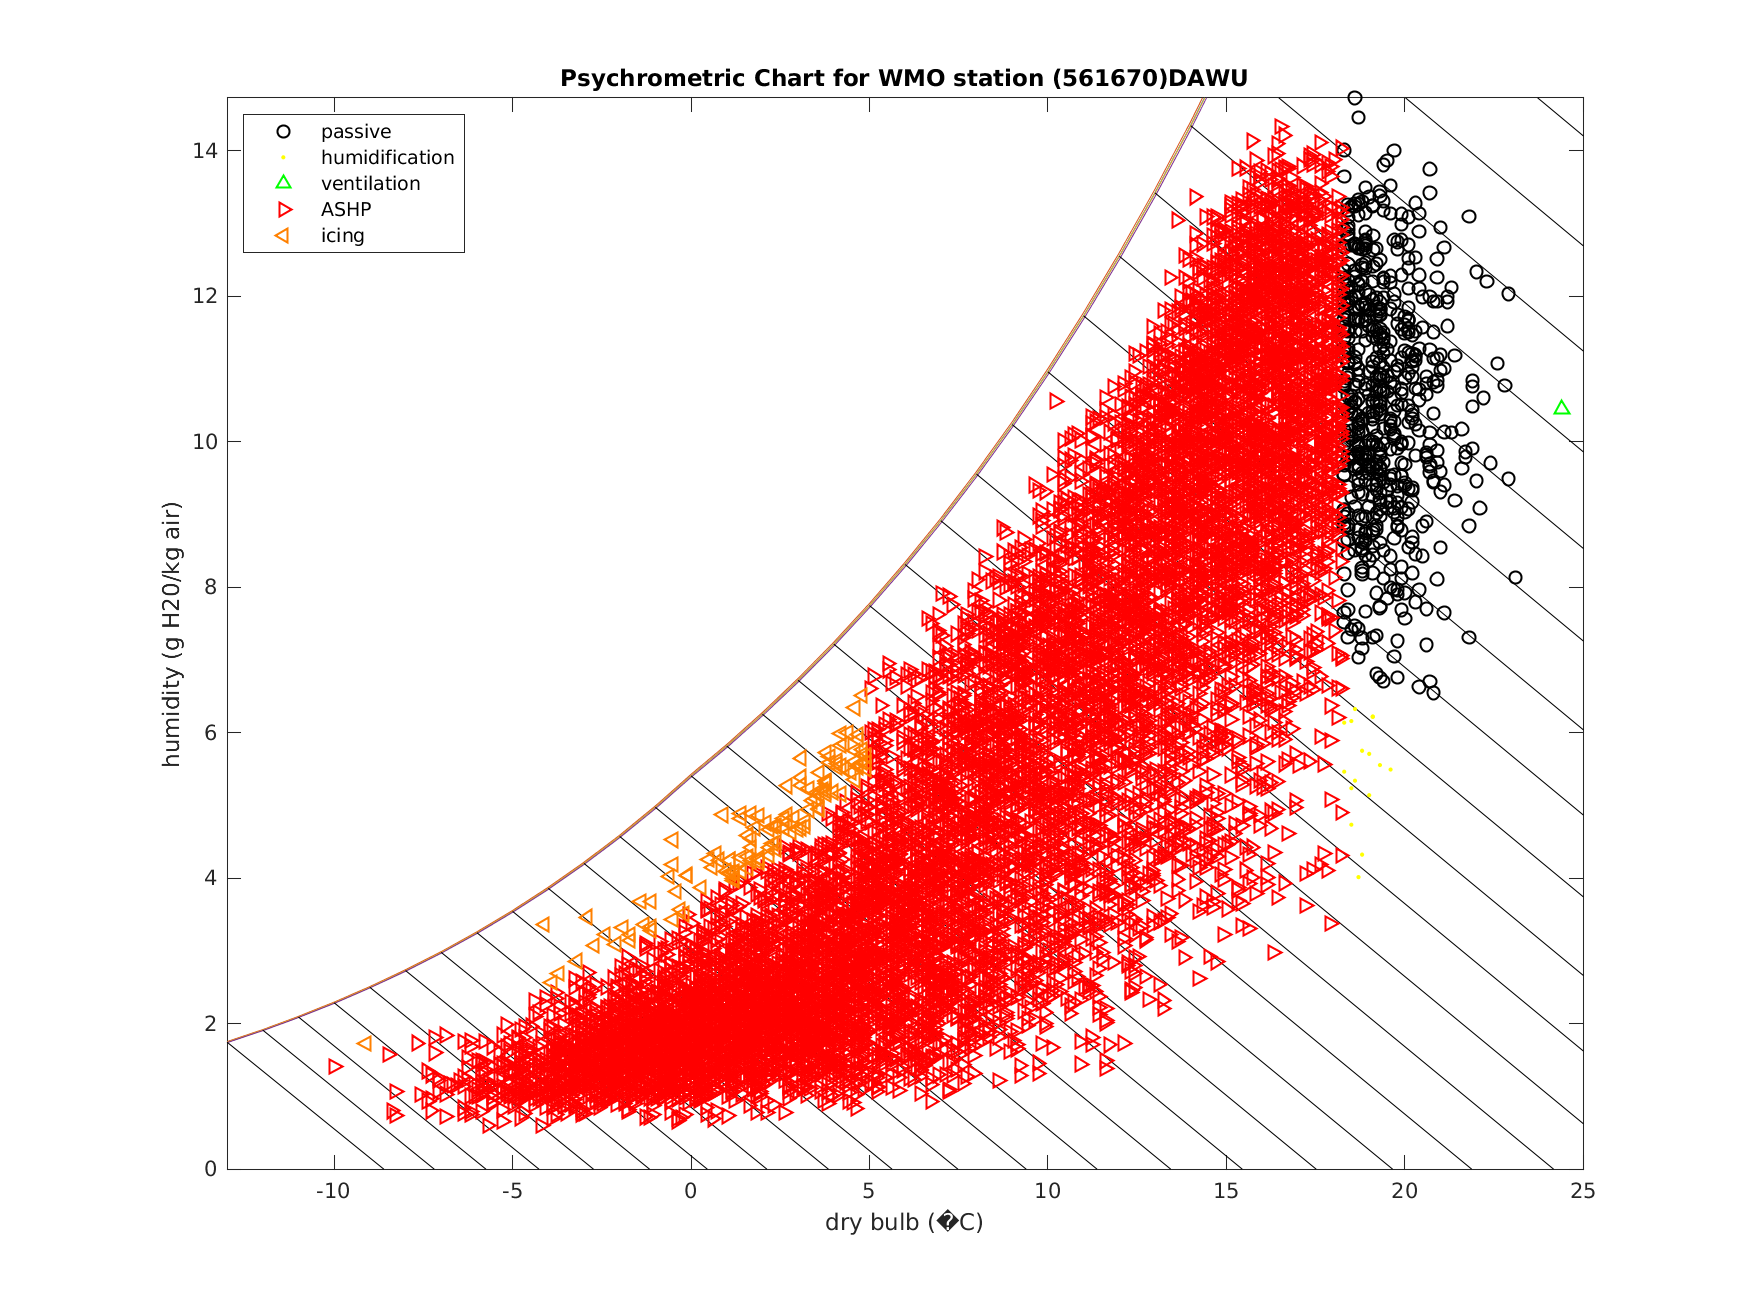 Psychrometric Chart for WMO station (561670)DAWU
passive
humidification
ventilation
ASHP
icing
14
12
10
8
6
4
2
0
humidity (g H20/kg air)
-10 -5 0 5 10 15 20 25
dry bulb (�C)